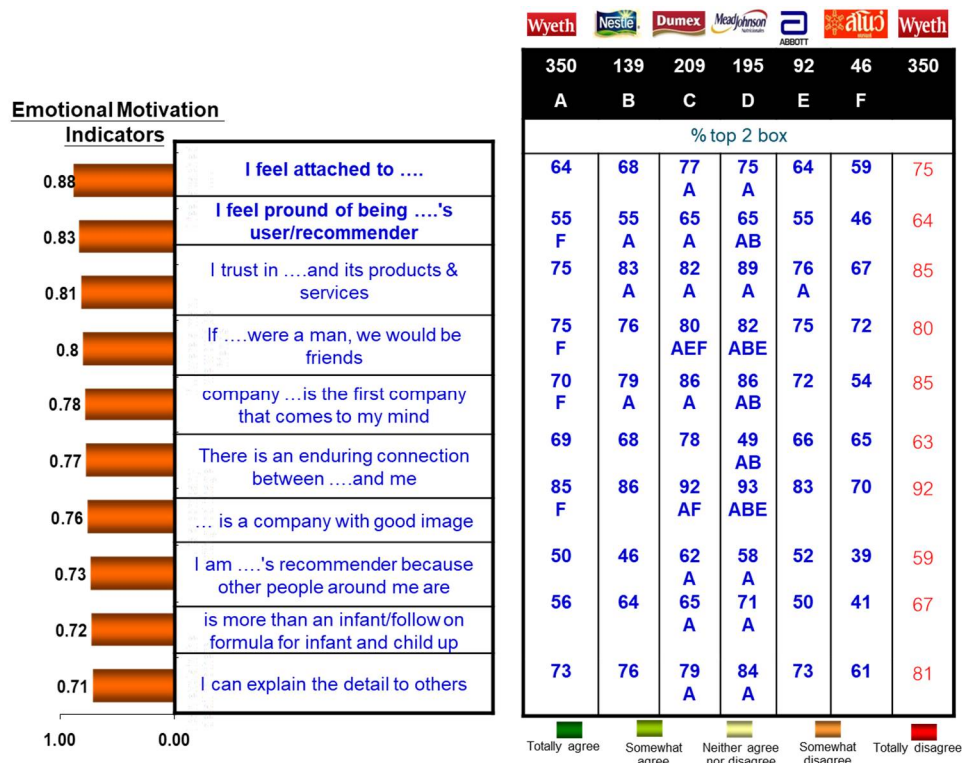 Wyeth Nestle Dumex MeadJohnson Nutritionals ABBOTT สโนว์ Wyeth
350 139 209 195 92 46 350
A B C D E F
Emotional Motivation
Indicators
% top 2 box
0.88 I feel attached to .... 64 68 77 75 64 59 75
A A
0.83 I feel pround of being ....'s
user/recommender
55 55 65 65 55 46 64
F A A AB
0.81 I trust in ....and its products &
services
75 83 82 89 76 67 85
A A A A
0.8 If ....were a man, we would be
friends
75 76 80 82 75 72 80
F AEF ABE
0.78 company ...is the first company
that comes to my mind
70 79 86 86 72 54 85
F A A AB
0.77 There is an enduring connection
between ....and me
69 68 78 49 66 65 63
AB
0.76 ... is a company with good image
85 86 92 93 83 70 92
F AF ABE
0.73 I am ....'s recommender because
other people around me are
50 46 62 58 52 39 59
A A
0.72 is more than an infant/follow on
formula for infant and child up
56 64 65 71 50 41 67
A A
0.71 I can explain the detail to others
73 76 79 84 73 61 81
A A
1.00 0.00
Totally agree
Somewhat
agree
Neither agree
nor disagree
Somewhat
disagree
Totally disagree